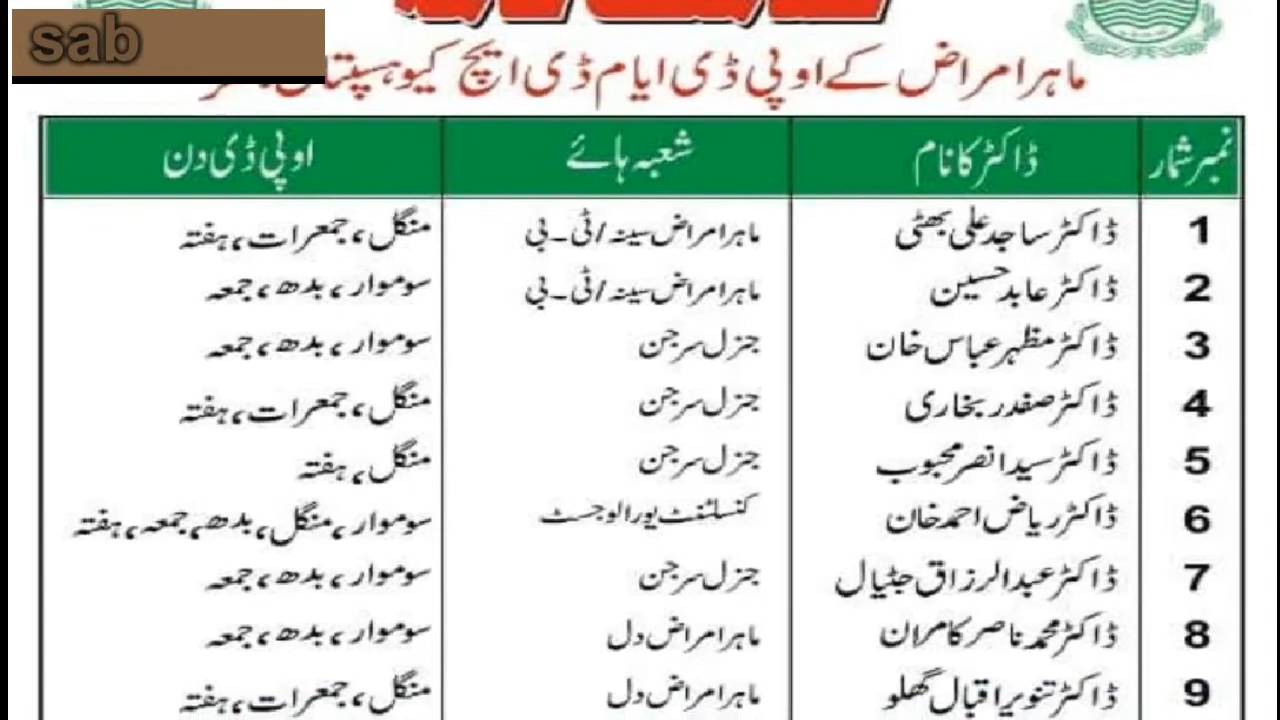 sab
ماہر امراض کے او پی ڈی ایام ڈی ایچ کیو ہسپتال
نمبر شمار ڈاکٹر کا نام شعبہ ہائے او پی ڈی دن
1 ڈاکٹر ساجد علی بھٹی ماہر امراض سینہ / ٹی ۔ بی منگل ، جمعرات ، ہفتہ
2 ڈاکٹر عابد حسین ماہر امراض سینہ / ٹی ۔ بی سوموار ، بدھ ، جمعہ
3 ڈاکٹر مظہر عباس خان جنرل سرجن سوموار ، بدھ ، جمعہ
4 ڈاکٹر صفدر بخاری جنرل سرجن منگل ، جمعرات ، ہفتہ
5 ڈاکٹر سید انصر محبوب جنرل سرجن منگل ، ہفتہ
6 ڈاکٹر ریاض احمد خان کنسلٹنٹ یورالوجسٹ سوموار ، منگل ، بدھ ، جمعہ ، ہفتہ
7 ڈاکٹر عبدالرزاق جٹیال جنرل سرجن سوموار ، بدھ ، جمعہ
8 ڈاکٹر محمد ناصر کامران ماہر امراض دل سوموار ، بدھ ، جمعہ
9 ڈاکٹر تنویر اقبال گھلو ماہر امراض دل منگل ، جمعرات ، ہفتہ